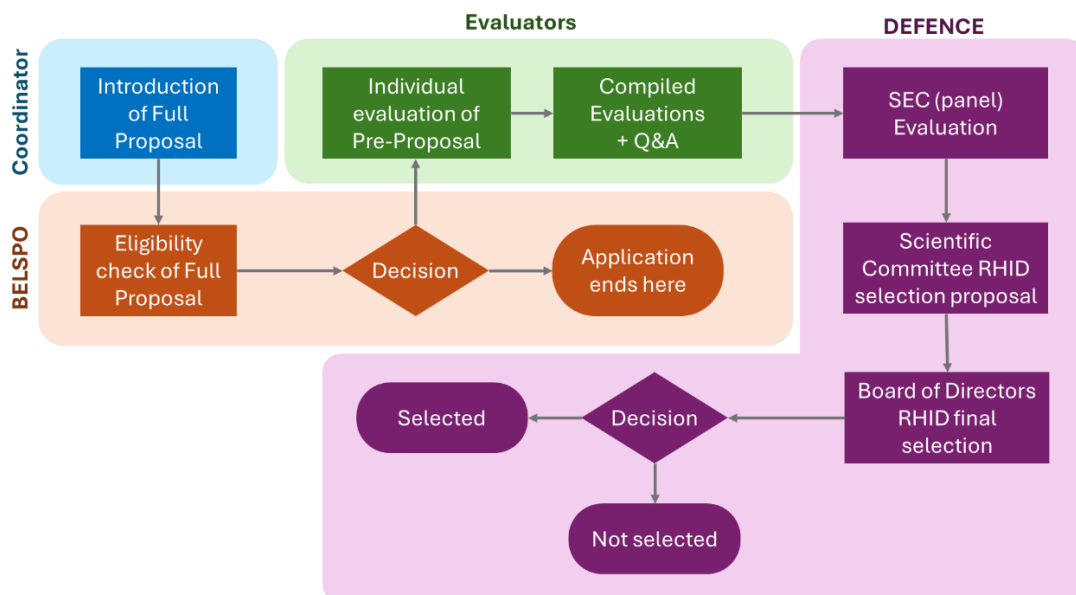 Evaluators
DEFENCE
Coordinator
Introduction
of Full
Proposal
Individual
evaluation of
Pre-Proposal
Compiled
Evaluations
+ Q&A
SEC (panel)
Evaluation
BELSPO
Eligibility
check of Full
Proposal
Decision
Application
ends here
Scientific
Committee RHID
selection proposal
Board of Directors
RHID final
selection
Decision
Selected
Not selected